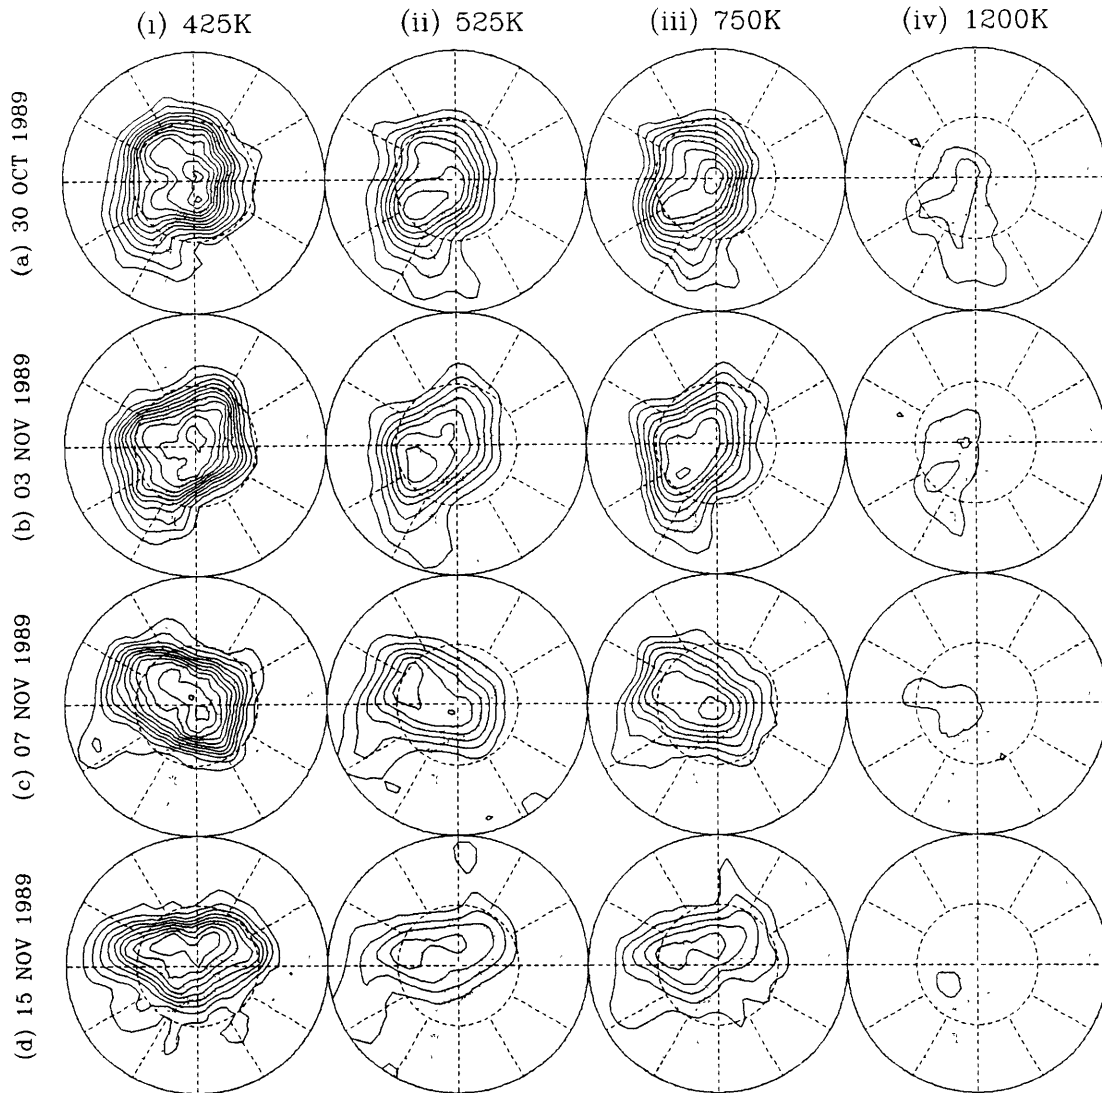 (i) 425K
(ii) 525K
(iii) 750K
(iv) 1200K
(a) 30 OCT 1989
(b) 03 NOV 1989
(c) 07 NOV 1989
(d) 15 NOV 1989